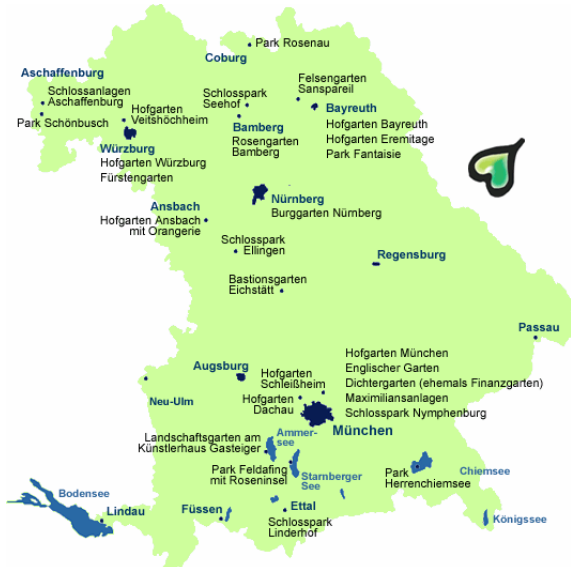 Park Rosenau
Coburg
Aschaffenburg
Schlossanlagen
Aschaffenburg
Park Schönbusch
Hofgarten
Veitshöchheim
Würzburg
Hofgarten Würzburg
Fürstengarten
Schlosspark
Seehof
Bamberg
Rosengarten
Bamberg
Felsengarten
Sanspareil
Bayreuth
Hofgarten Bayreuth
Hofgarten Eremitage
Park Fantaisie
Ansbach
Hofgarten Ansbach
mit Orangerie
Nürnberg
Burggarten Nürnberg
Schlosspark
Ellingen
Regensburg
Bastionsgarten
Eichstätt
Passau
Augsburg
Neu-Ulm
Hofgarten
Schleißheim
Hofgarten
Dachau
Hofgarten München
Englischer Garten
Dichtergarten (ehemals Finanzgarten)
Maximiliansanlagen
Schlosspark Nymphenburg
München
Landschaftsgarten am
Künstlerhaus Gasteiger
Ammer-
see
Park Feldafing
mit Roseninsel
Starnberger
See
Park
Herrenchiemsee
Chiemsee
Bodensee
Lindau
Füssen
Ettal
Schlosspark
Linderhof
Königssee